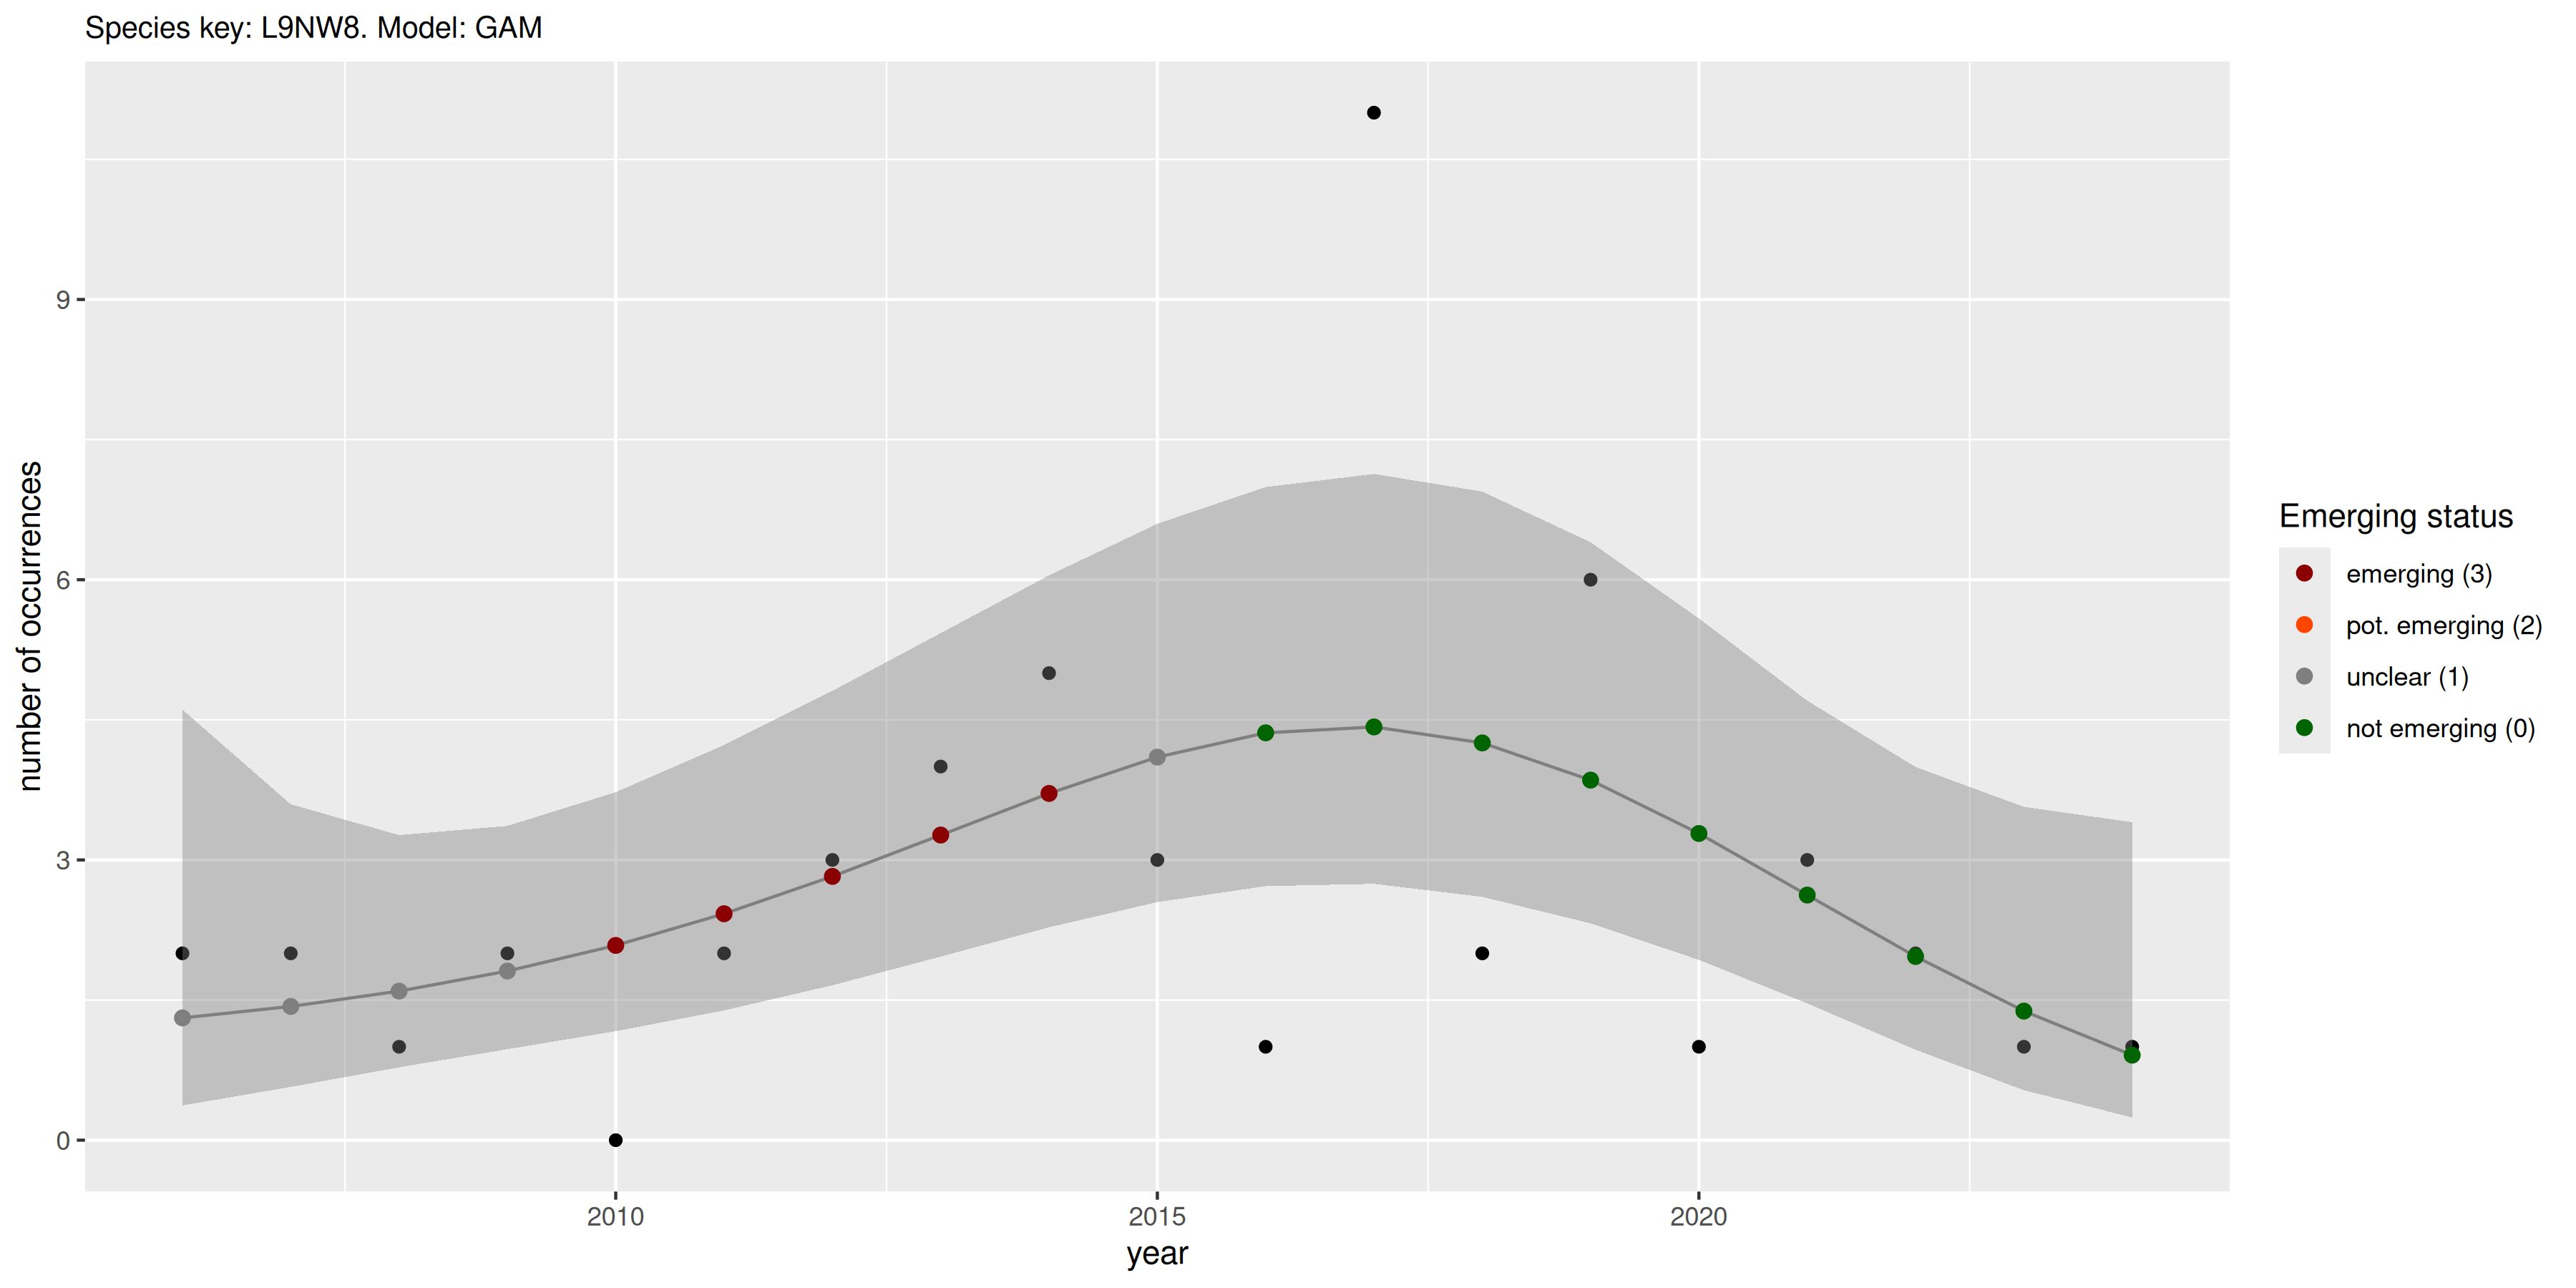 Species key: L9NW8. Model: GAM
number of occurrences
9
6
3
0
2010
2015
2020
year
Emerging status
emerging (3)
pot. emerging (2)
unclear (1)
not emerging (0)